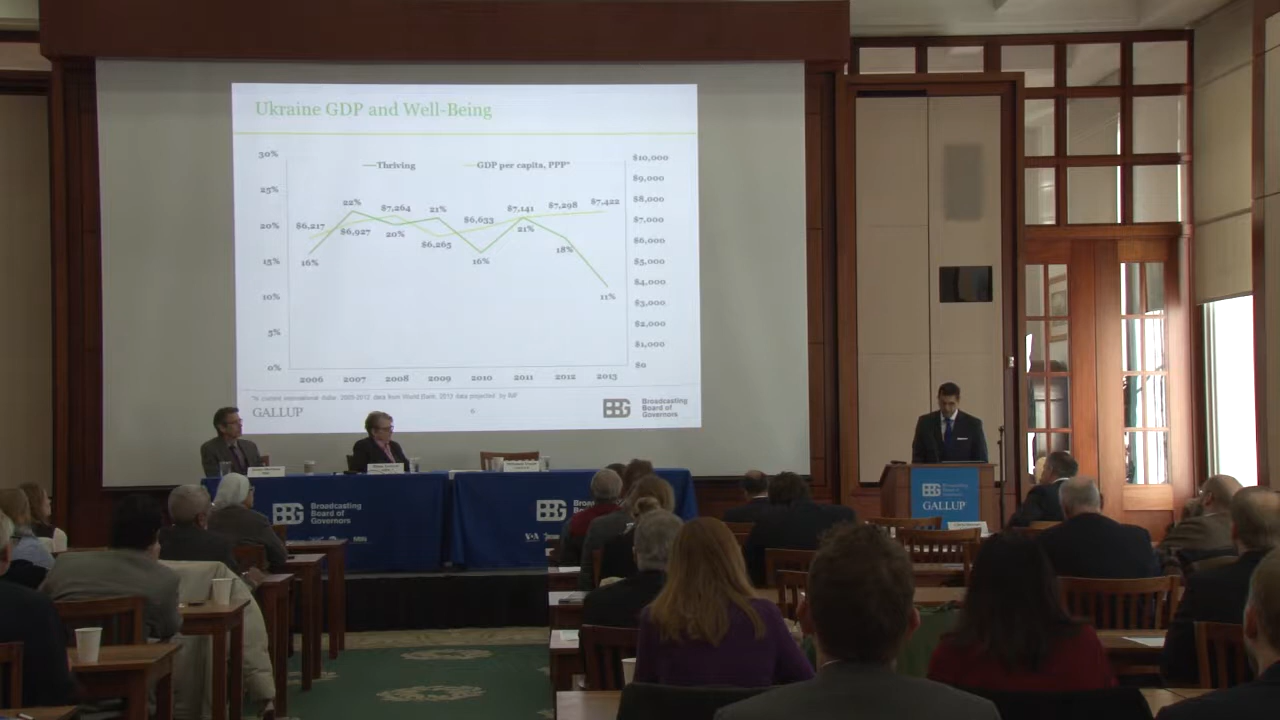 Ukraine GDP and Well-Being
30%
25%
20%
15%
10%
5%
0%
Thriving
GDP per capita, PPP*
$10,000
$9,000
$8,000
$7,000
$6,000
$5,000
$4,000
$3,000
$2,000
$1,000
$0
$6,217
22%
$6,927
$7,264
20%
21%
$6,265
$6,633
16%
$7,141
21%
$7,298
18%
$7,422
11%
16%
2006 2007 2008 2009 2010 2011 2012 2013
GALLUP
6
BBG
Broadcasting
Board of
Governors
BBG
Broadcasting
Board of
Governors
BBG
VOA
BBG
GALLUP